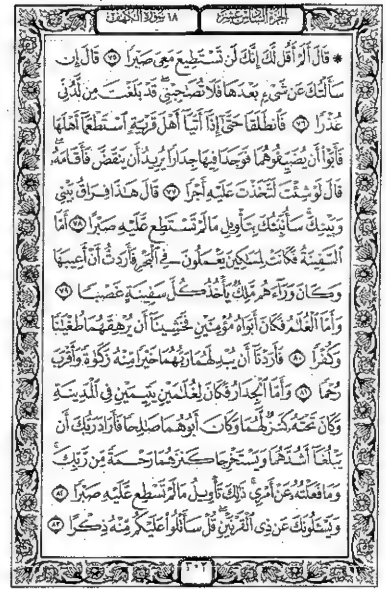 الجزء السادس عشر
١٨ سورة الكهف
* قَالَ أَلَمْ أَقُل لَّكَ إِنَّكَ لَن تَسْتَطِيعَ مَعِيَ صَبْرًا ٧٥ قَالَ إِن
سَأَلْتُكَ عَن شَيْءٍ بَعْدَهَا فَلَا تُصَاحِبْنِي قَدْ بَلَغْتَ مِن لَّدُنِّي
عُذْرًا ٧٦ فَانطَلَقَا حَتَّىٰ إِذَا أَتَيَا أَهْلَ قَرْيَةٍ اسْتَطْعَمَا أَهْلَهَا
فَأَبَوْا أَن يُضَيِّفُوهُمَا فَوَجَدَا فِيهَا جِدَارًا يُرِيدُ أَن يَنقَضَّ فَأَقَامَهُ
قَالَ لَوْ شِئْتَ لَتَّخَذْتَ عَلَيْهِ أَجْرًا ٧٧ قَالَ هَٰذَا فِرَاقُ بَيْنِي
وَبَيْنِكَ سَأُنَبِّئُكَ بِتَأْوِيلِ مَا لَمْ تَسْتَطِع عَّلَيْهِ صَبْرًا ٧٨ أَمَّا
السَّفِينَةُ فَكَانَتْ لِمَسَاكِينَ يَعْمَلُونَ فِي الْبَحْرِ فَأَرَدتُّ أَنْ أَعِيبَهَا
وَكَانَ وَرَاءَهُم مَّلِكٌ يَأْخُذُ كُلَّ سَفِينَةٍ غَصْبًا ٧٩
وَأَمَّا الْغُلَامُ فَكَانَ أَبَوَاهُ مُؤْمِنَيْنِ فَخَشِينَا أَن يُرْهِقَهُمَا طُغْيَانًا
وَكُفْرًا ٨٠ فَأَرَدْنَا أَن يُبْدِلَهُمَا رَبُّهُمَا خَيْرًا مِّنْهُ زَكَاةً وَأَقْرَبَ
رُحْمًا ٨١ وَأَمَّا الْجِدَارُ فَكَانَ لِغُلَامَيْنِ يَتِيمَيْنِ فِي الْمَدِينَةِ
وَكَانَ تَحْتَهُ كَنزٌ لَّهُمَا وَكَانَ أَبُوهُمَا صَالِحًا فَأَرَادَ رَبُّكَ أَن
يَبْلُغَا أَشُدَّهُمَا وَيَسْتَخْرِجَا كَنزَهُمَا رَحْمَةً مِّن رَّبِّكَ
وَمَا فَعَلْتُهُ عَنْ أَمْرِي ذَٰلِكَ تَأْوِيلُ مَا لَمْ تَسْطِع عَّلَيْهِ صَبْرًا ٨٢
وَيَسْأَلُونَكَ عَن ذِي الْقَرْنَيْنِ قُلْ سَأَتْلُو عَلَيْكُم مِّنْهُ ذِكْرًا ٨٣
٣٠٢